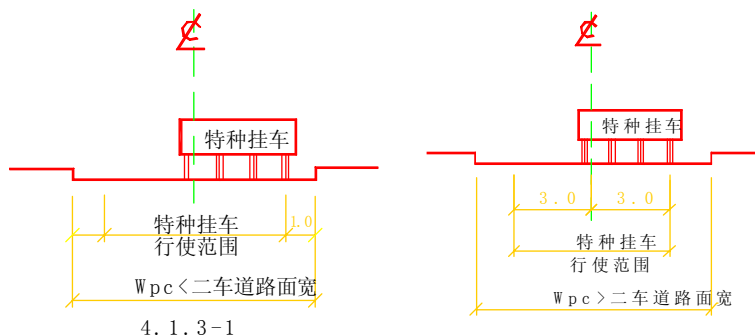 特种挂车
1.0
特种挂车
行使范围
Wpc<二车道路面宽
4.1.3-1
特种挂车
3.0 3.0
特种挂车
行使范围
Wpc>二车道路面宽